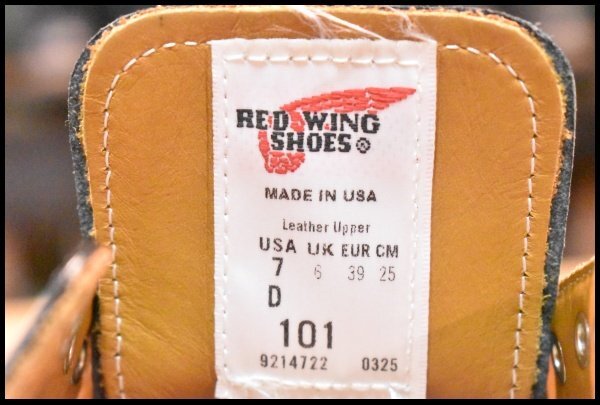 RED WING
SHOES ®
MADE IN USA
Leather Upper
USA UK EUR CM
7 6 39 25
D
101
9214722 0325